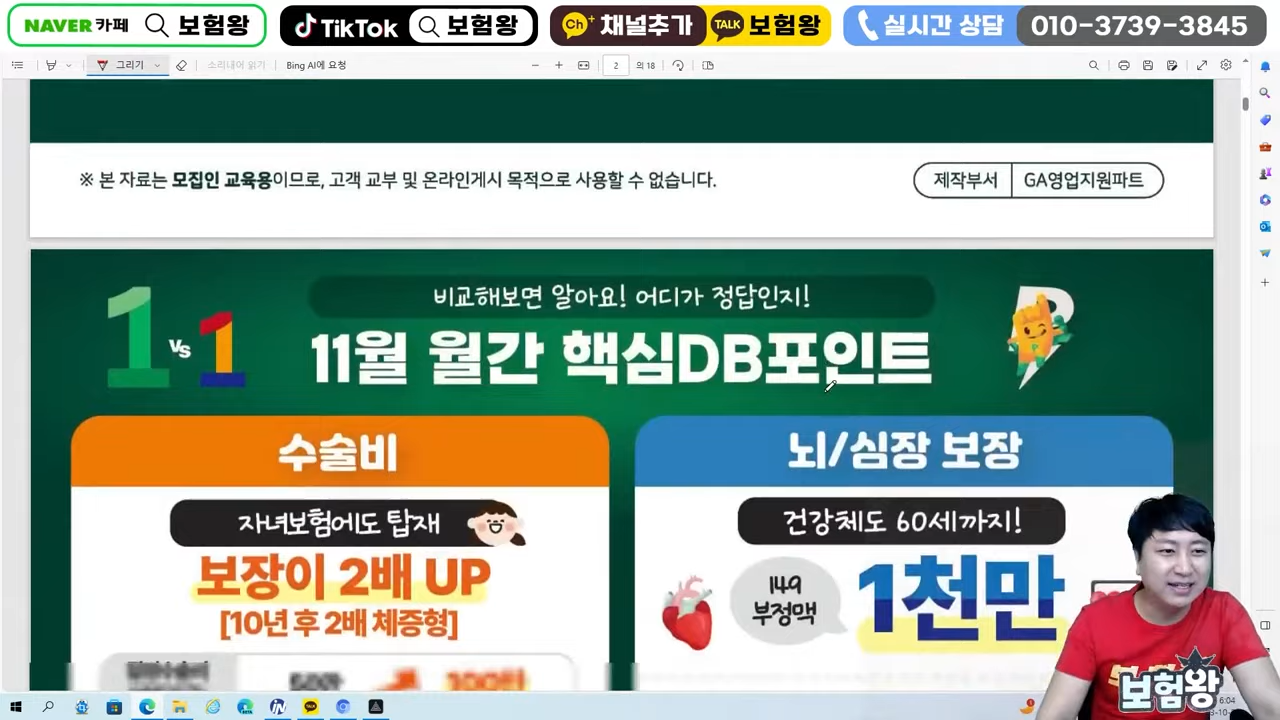 NAVER 카페 보험왕
TikTok 보험왕
Ch+ 채널추가 TALK 보험왕
실시간 상담 010-3739-3845
그리기 소리내어 읽기 Bing AI에 요청 2 의 18
※ 본 자료는 모집인 교육용이므로, 고객 교부 및 온라인게시 목적으로 사용할 수 없습니다.
제작부서 GA영업지원파트
비교해보면 알아요! 어디가 정답인지!
1 vs 1
11월 월간 핵심DB포인트
수술비
자녀보험에도 탑재
보장이 2배 UP
[10년 후 2배 체증형]
50만 100만
뇌/심장 보장
건강체도 60세까지!
149
부정맥
1천만
보험왕
6:04